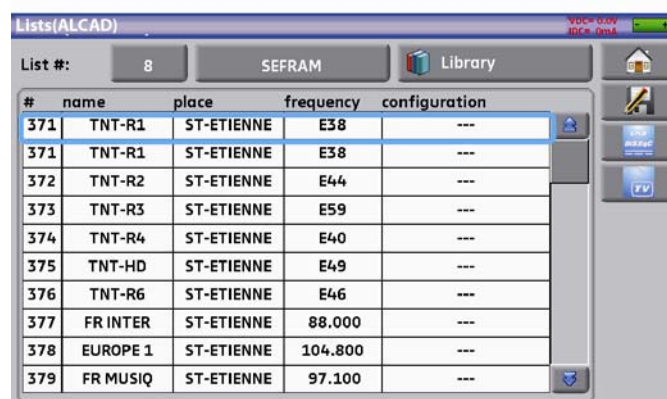 Lists(ALCAD)
VDC= 0.0V
IDC= 0mA
List #: 8 SEFRAM Library
# name place frequency configuration
371 TNT-R1 ST-ETIENNE E38 ---
371 TNT-R1 ST-ETIENNE E38 ---
372 TNT-R2 ST-ETIENNE E44 ---
373 TNT-R3 ST-ETIENNE E59 ---
374 TNT-R4 ST-ETIENNE E40 ---
375 TNT-HD ST-ETIENNE E49 ---
376 TNT-R6 ST-ETIENNE E46 ---
377 FR INTER ST-ETIENNE 88.000 ---
378 EUROPE 1 ST-ETIENNE 104.800 ---
379 FR MUSIQ ST-ETIENNE 97.100 ---
LNB
DiSEqC
TV